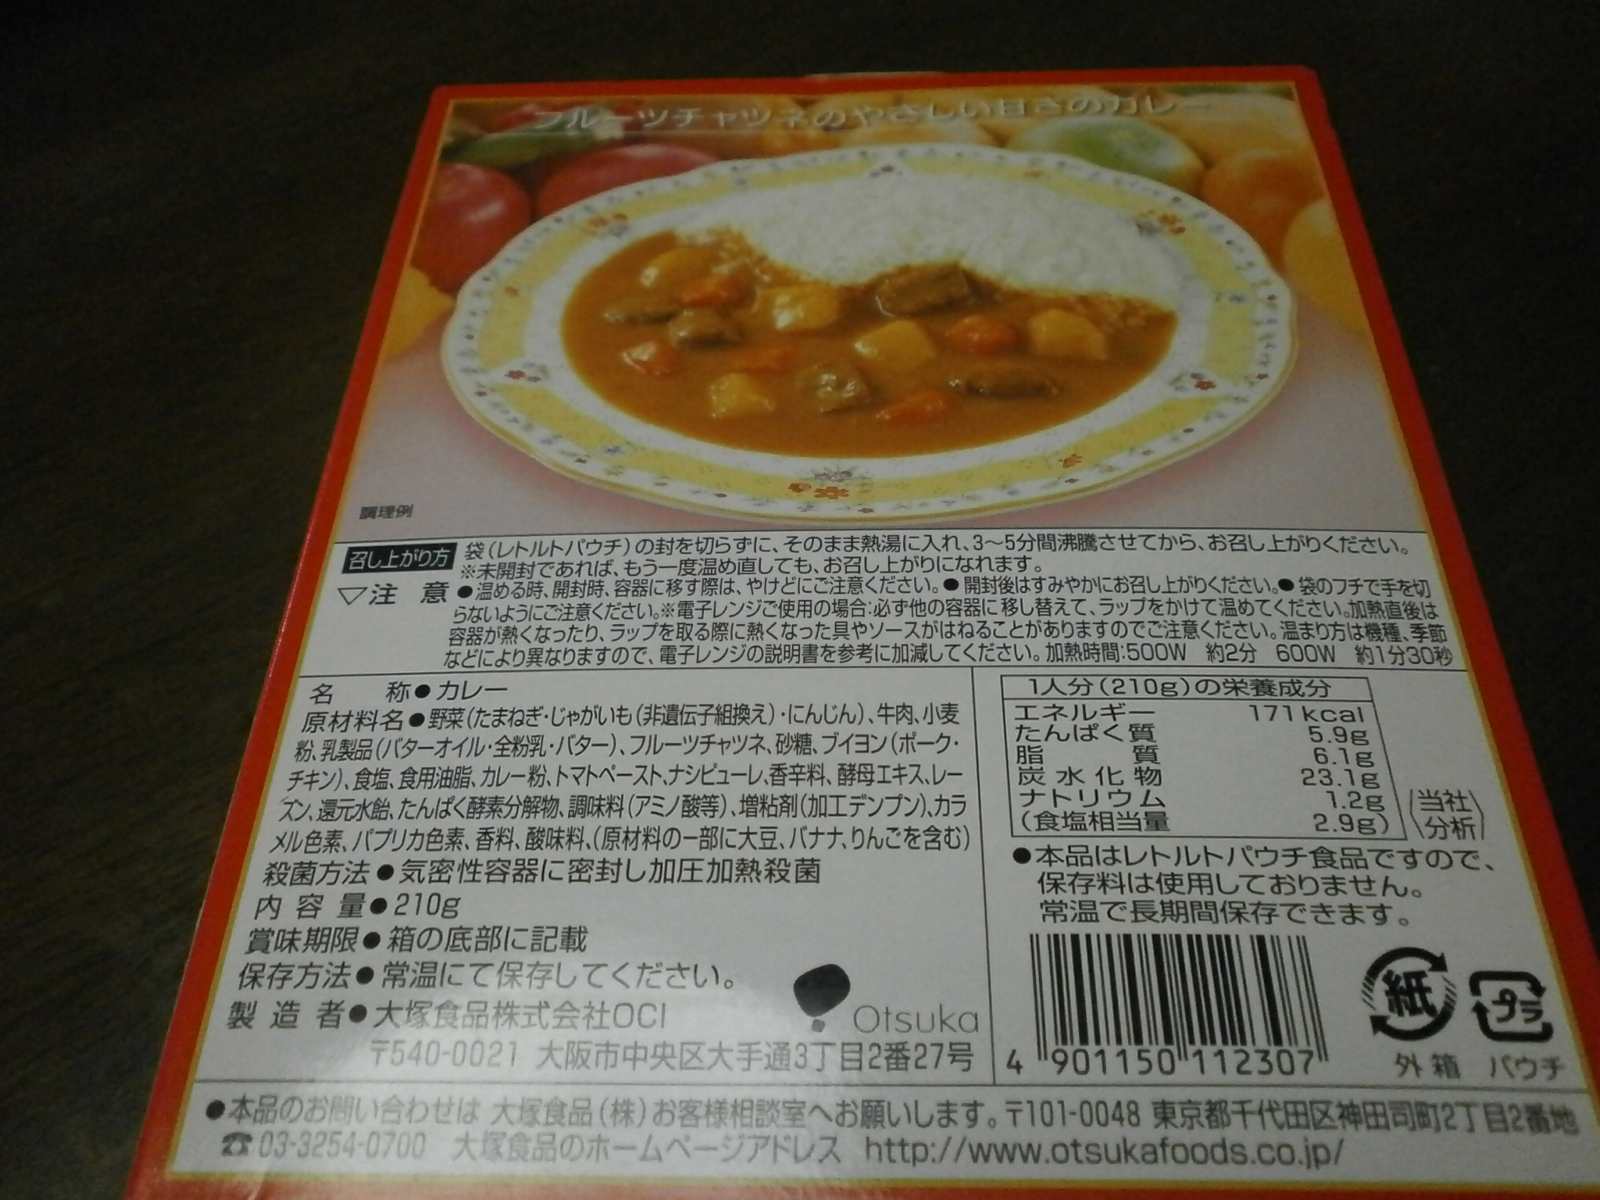 フルーツチャツネのやさしい甘さのカレー
調理例
召し上がり方
袋(レトルトパウチ)の封を切らずに、そのまま熱湯に入れ、3〜5分間沸騰させてから、お召し上がりください。
※未開封であれば、もう一度温め直しても、お召し上がりになれます。
▽注 意 ●温める時、開封時、容器に移す際は、やけどにご注意ください。●開封後はすみやかにお召し上がりください。●袋のフチで手を切
らないようにご注意ください。※電子レンジご使用の場合:必ず他の容器に移し替えて、ラップをかけて温めてください。加熱直後は
容器が熱くなったり、ラップを取る際に熱くなった具やソースがはねることがありますのでご注意ください。温まり方は機種、季節
などにより異なりますので、電子レンジの説明書を参考に加減してください。加熱時間:500W 約2分 600W 約1分30秒
名 称●カレー
原材料名●野菜(たまねぎ・じゃがいも(非遺伝子組換え)・にんじん)、牛肉、小麦
粉、乳製品(バターオイル・全粉乳・バター)、フルーツチャツネ、砂糖、ブイヨン(ポーク・
チキン)、食塩、食用油脂、カレー粉、トマトペースト、ナシピューレ、香辛料、酵母エキス、レー
ズン、還元水飴、たんぱく酵素分解物、調味料(アミノ酸等)、増粘剤(加工デンプン)、カラ
メル色素、パプリカ色素、香料、酸味料、(原材料の一部に大豆、バナナ、りんごを含む)
殺菌方法●気密性容器に密封し加圧加熱殺菌
内 容 量●210g
賞味期限●箱の底部に記載
保存方法●常温にて保存してください。
製 造 者●大塚食品株式会社OCI
〒540-0021 大阪市中央区大手通3丁目2番27号
Otsuka
1人分(210g)の栄養成分
エネルギー 171kcal
たんぱく質 5.9g
脂 質 6.1g
炭水化物 23.1g
ナトリウム 1.2g
(食塩相当量 2.9g)
(当社分析)
●本品はレトルトパウチ食品ですので、
保存料は使用しておりません。
常温で長期間保存できます。
4 901150 112307
紙
外箱
プラ
パウチ
●本品のお問い合わせは 大塚食品(株)お客様相談室へお願いします。〒101-0048 東京都千代田区神田司町2丁目2番地
☎03-3254-0700 大塚食品のホームページアドレス http://www.otsukafoods.co.jp/